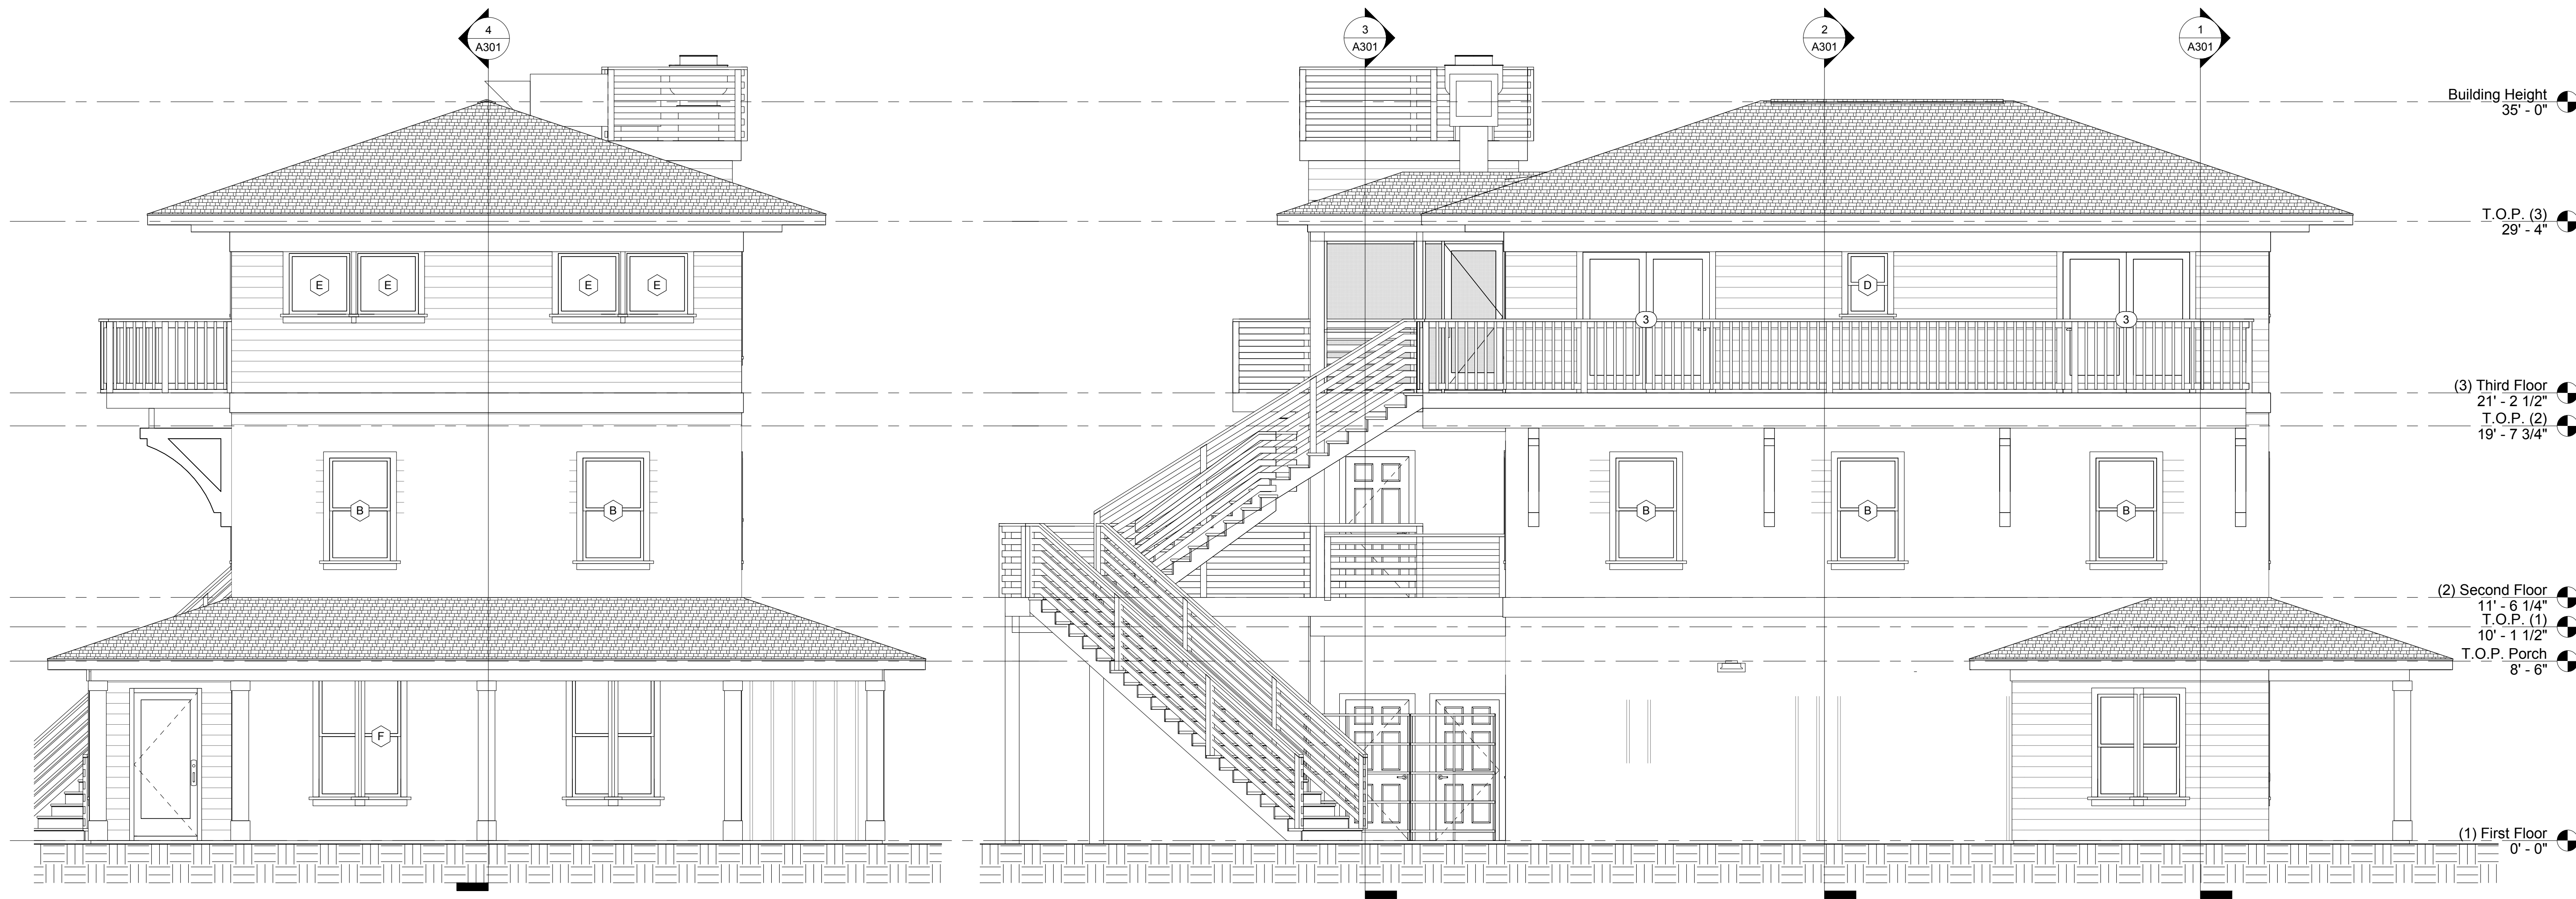 4
A301
3
A301
2
A301
1
A301
Building Height
35' - 0"
T.O.P. (3)
29' - 4"
E
E
E
E
D
3
3
(3) Third Floor
21' - 2 1/2"
T.O.P. (2)
19' - 7 3/4"
B
B
B
B
B
(2) Second Floor
11' - 6 1/4"
T.O.P. (1)
10' - 1 1/2"
T.O.P. Porch
8' - 6"
F
(1) First Floor
0' - 0"